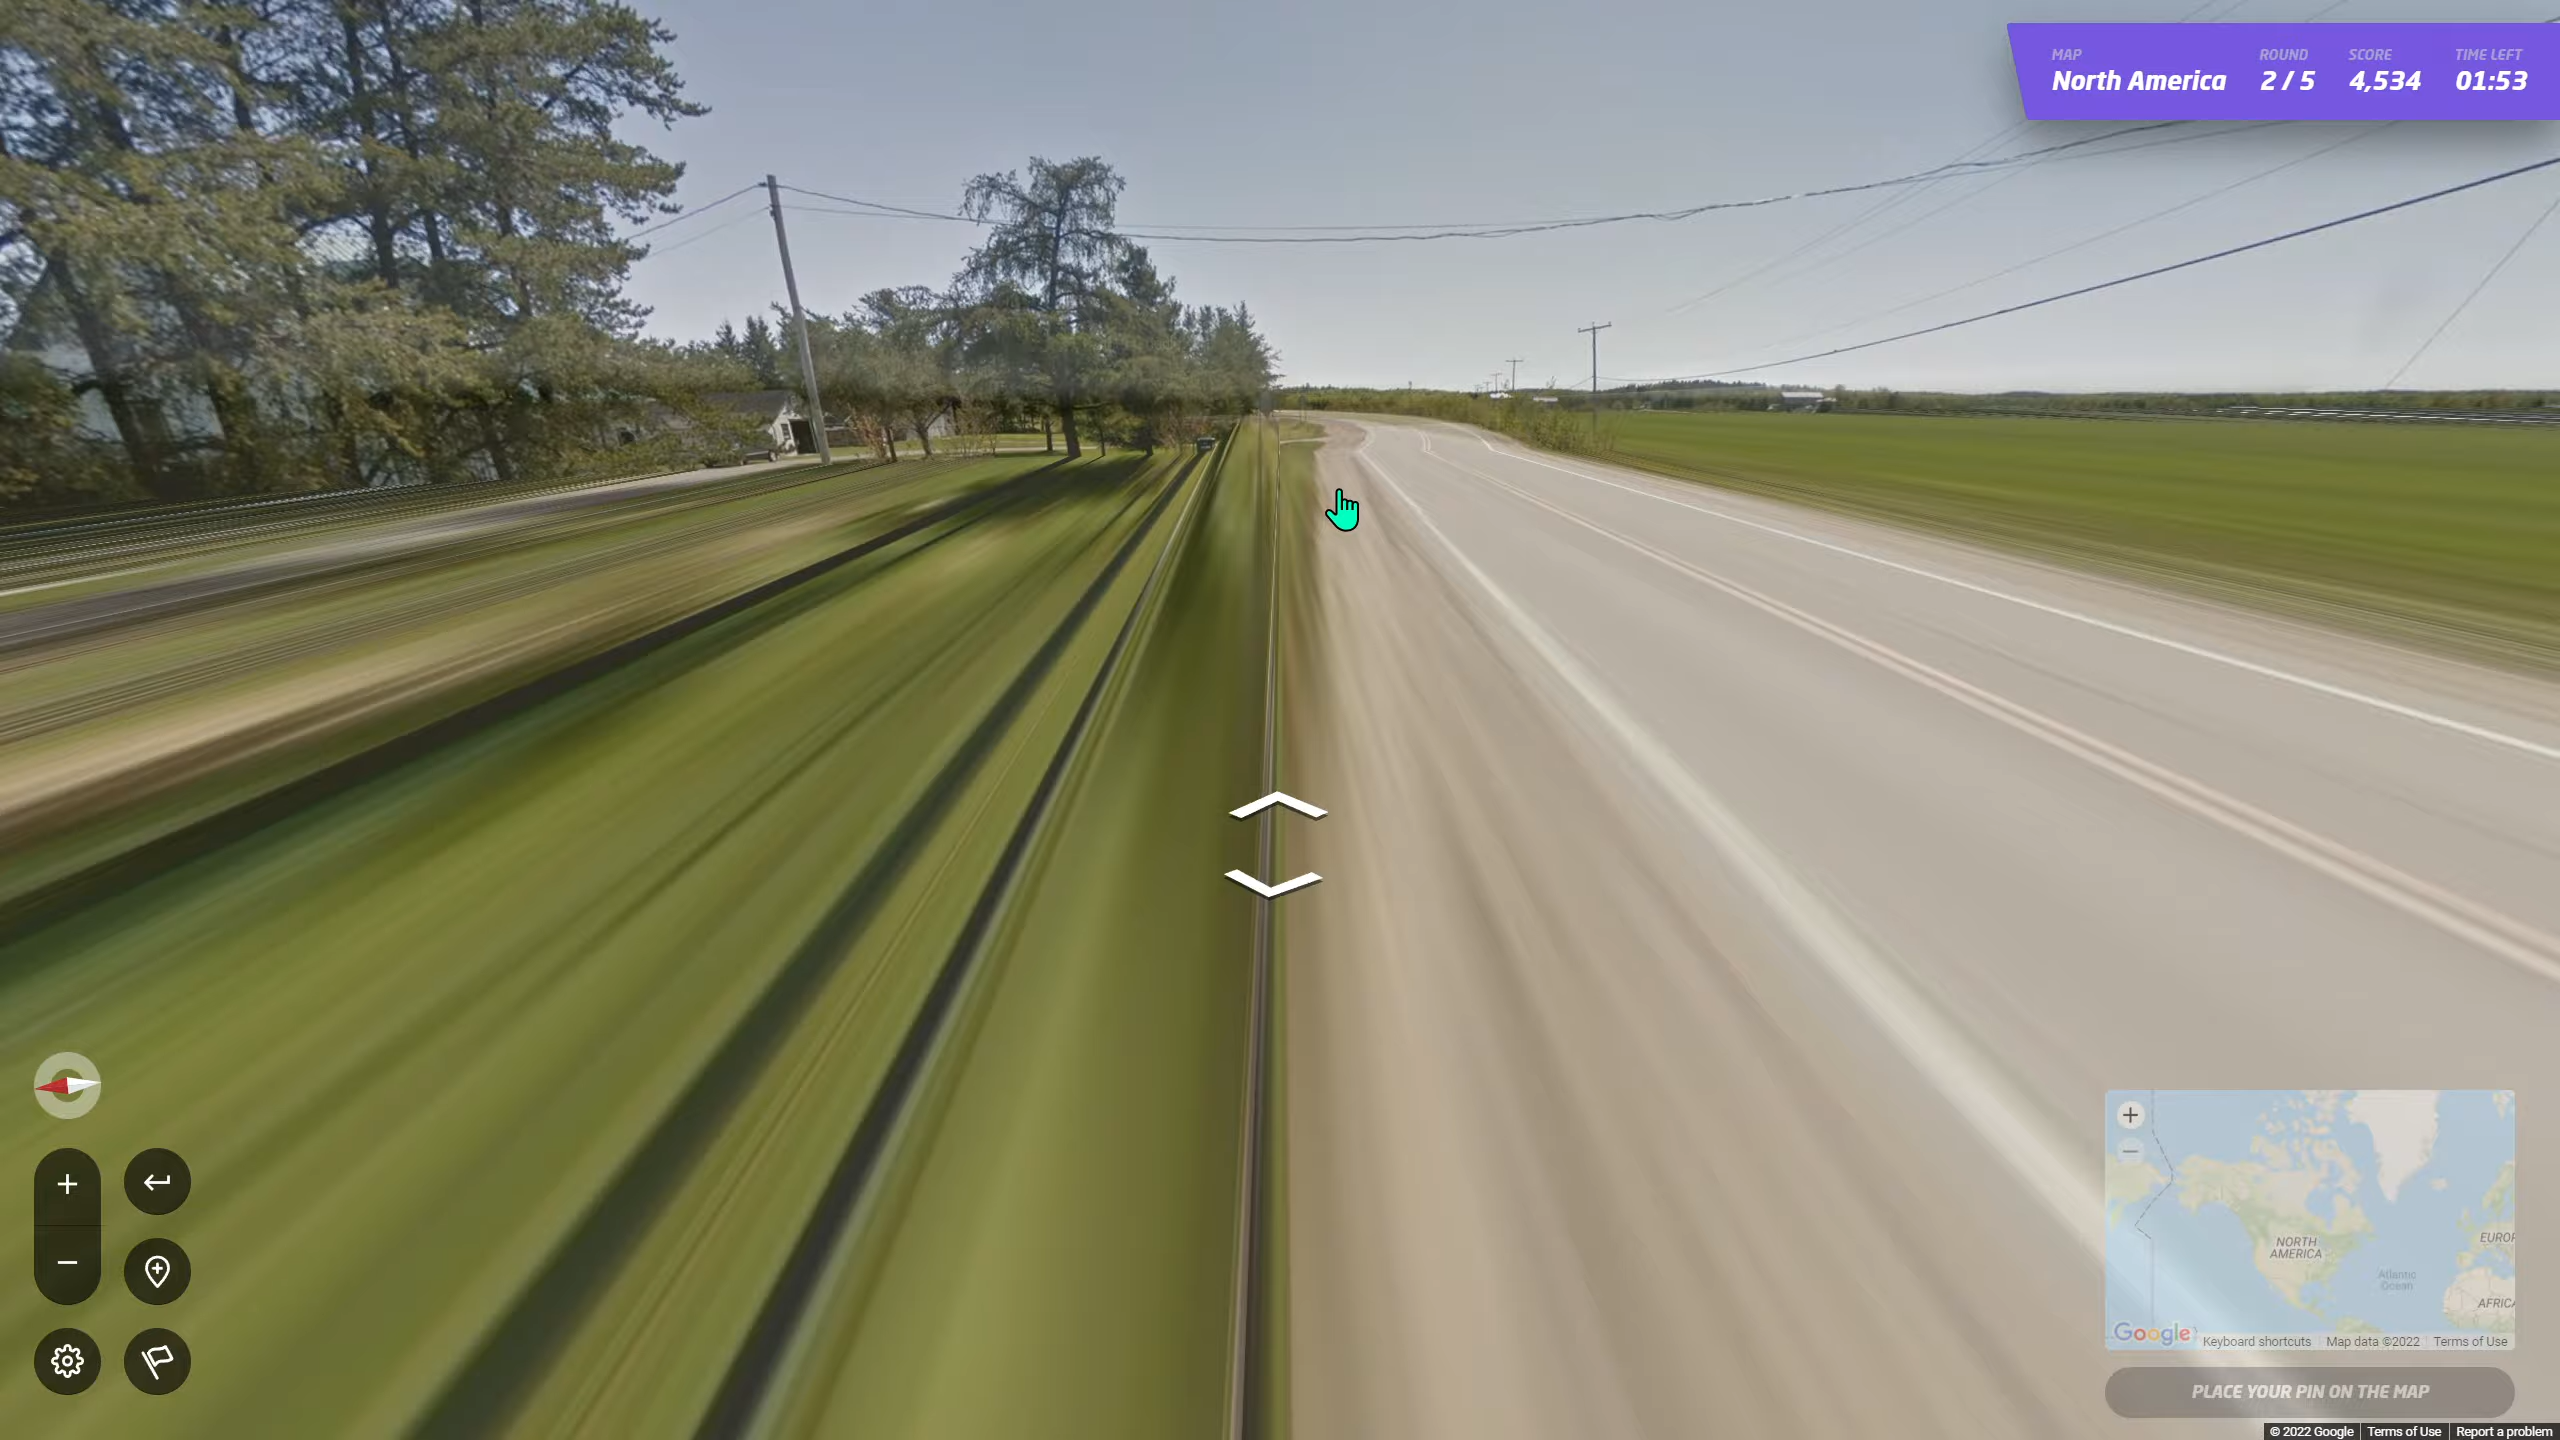 MAP
North America
ROUND
2 / 5
SCORE
4,534
TIME LEFT
01:53
NORTH
AMERICA
Atlantic
Ocean
EUROP
AFRICA
Google
Keyboard shortcuts
Map data ©2022
Terms of Use
PLACE YOUR PIN ON THE MAP
© 2022 Google
Terms of Use
Report a problem